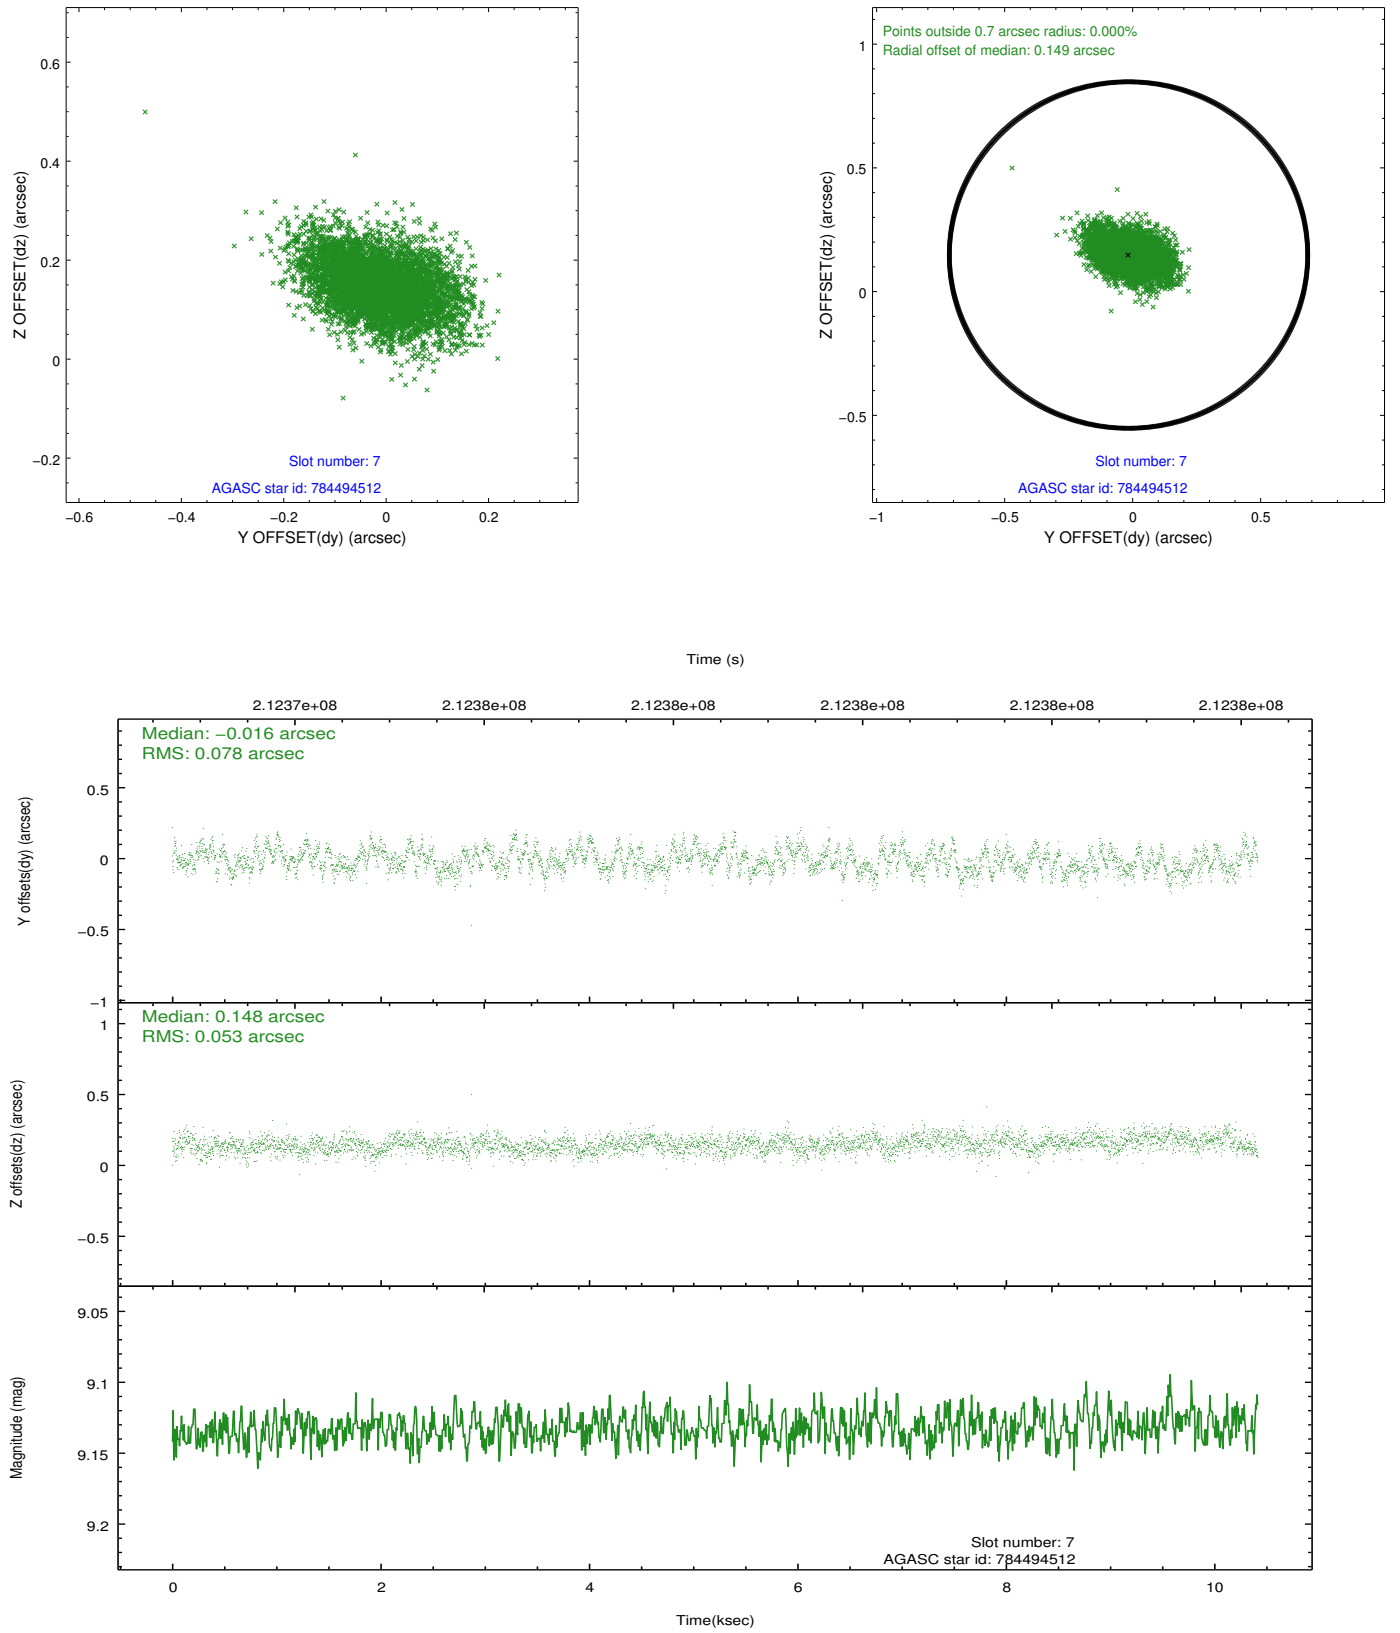 0.6
0.4
0.2
0
−0.2
Z OFFSET(dz) (arcsec)
Slot number: 7
AGASC star id: 784494512
−0.6
−0.4
−0.2
0
0.2
Y OFFSET(dy) (arcsec)
Points outside 0.7 arcsec radius: 0.000%
Radial offset of median: 0.149 arcsec
1
0.5
0
−0.5
Z OFFSET(dz) (arcsec)
Slot number: 7
AGASC star id: 784494512
−1
−0.5
0
0.5
Y OFFSET(dy) (arcsec)
Time (s)
2.1237e+08
2.1238e+08
2.1238e+08
2.1238e+08
2.1238e+08
2.1238e+08
Median: −0.016 arcsec
RMS: 0.078 arcsec
0.5
0
−0.5
−1
Y offsets(dy) (arcsec)
Median: 0.148 arcsec
RMS: 0.053 arcsec
1
0.5
0
−0.5
Z offsets(dz) (arcsec)
9.05
9.1
9.15
9.2
Magnitude (mag)
Slot number: 7
AGASC star id: 784494512
0
2
4
6
8
10
Time(ksec)